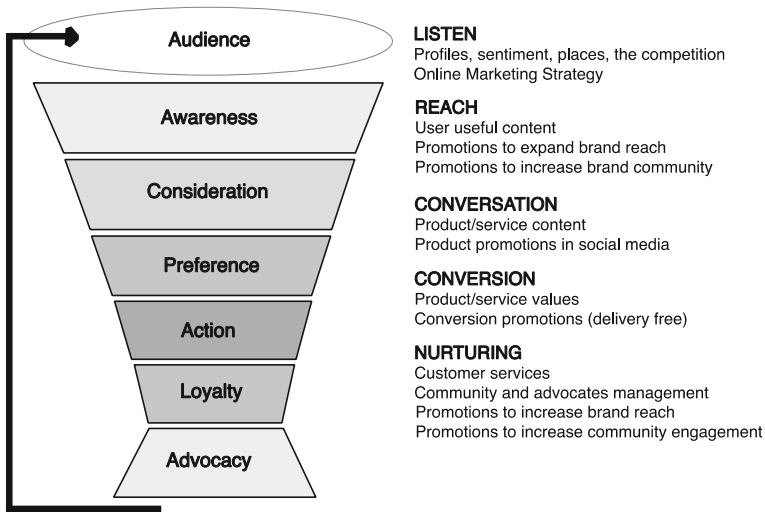 Audience
Awareness
Consideration
Preference
Action
Loyalty
Advocacy
LISTEN
Profiles, sentiment, places, the competition
Online Marketing Strategy
REACH
User useful content
Promotions to expand brand reach
Promotions to increase brand community
CONVERSATION
Product/service content
Product promotions in social media
CONVERSION
Product/service values
Conversion promotions (delivery free)
NURTURING
Customer services
Community and advocates management
Promotions to increase brand reach
Promotions to increase community engagement